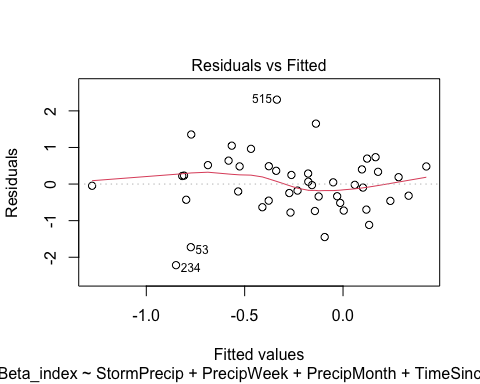 Residuals vs Fitted
Residuals
2
1
0
-1
-2
515
53
234
-1.0 -0.5 0.0
Fitted values
Beta_index ~ StormPrecip + PrecipWeek + PrecipMonth + TimeSinc